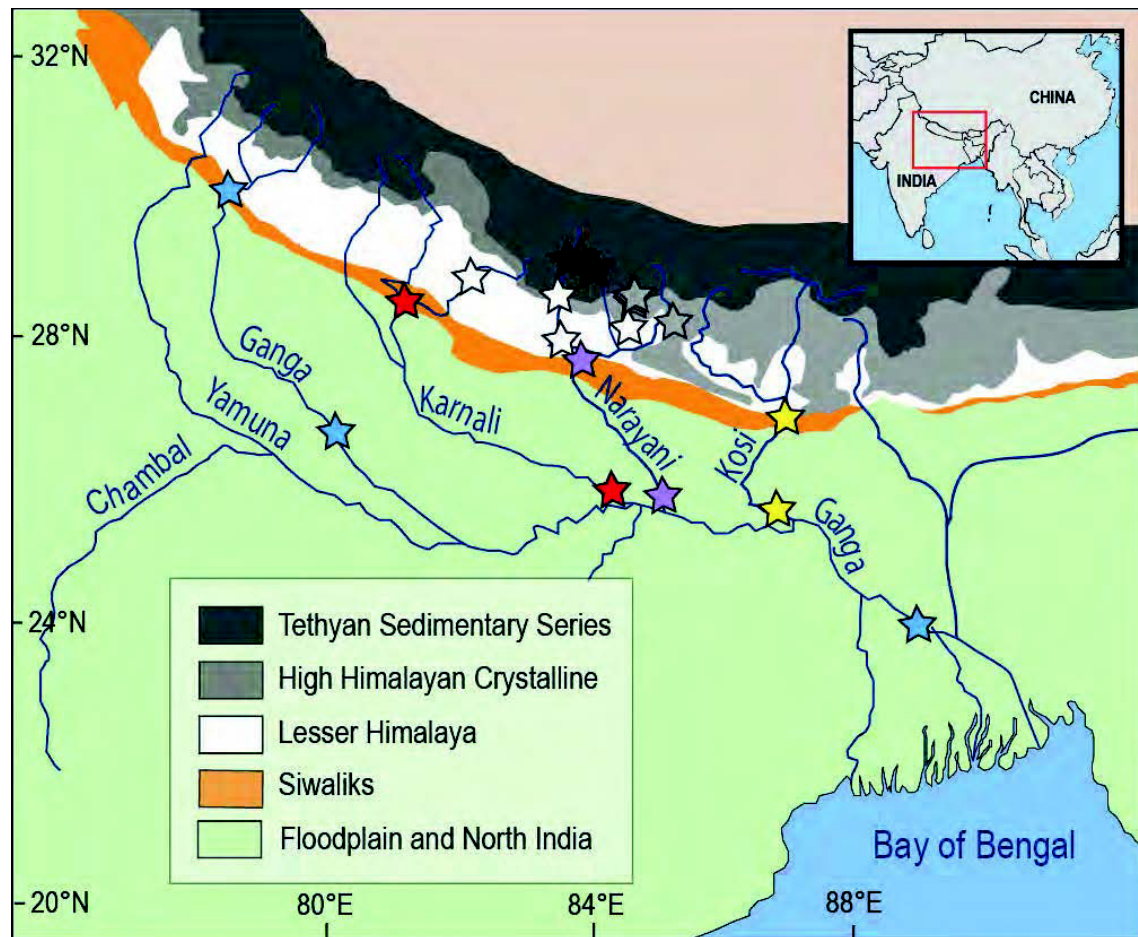 32°N
CHINA
INDIA
28°N
Ganga
Yamuna
Karnali
Narayani
Kosi
Chambal
Ganga
24°N
Tethyan Sedimentary Series
High Himalayan Crystalline
Lesser Himalaya
Siwaliks
Floodplain and North India
Bay of Bengal
20°N
80°E
84°E
88°E